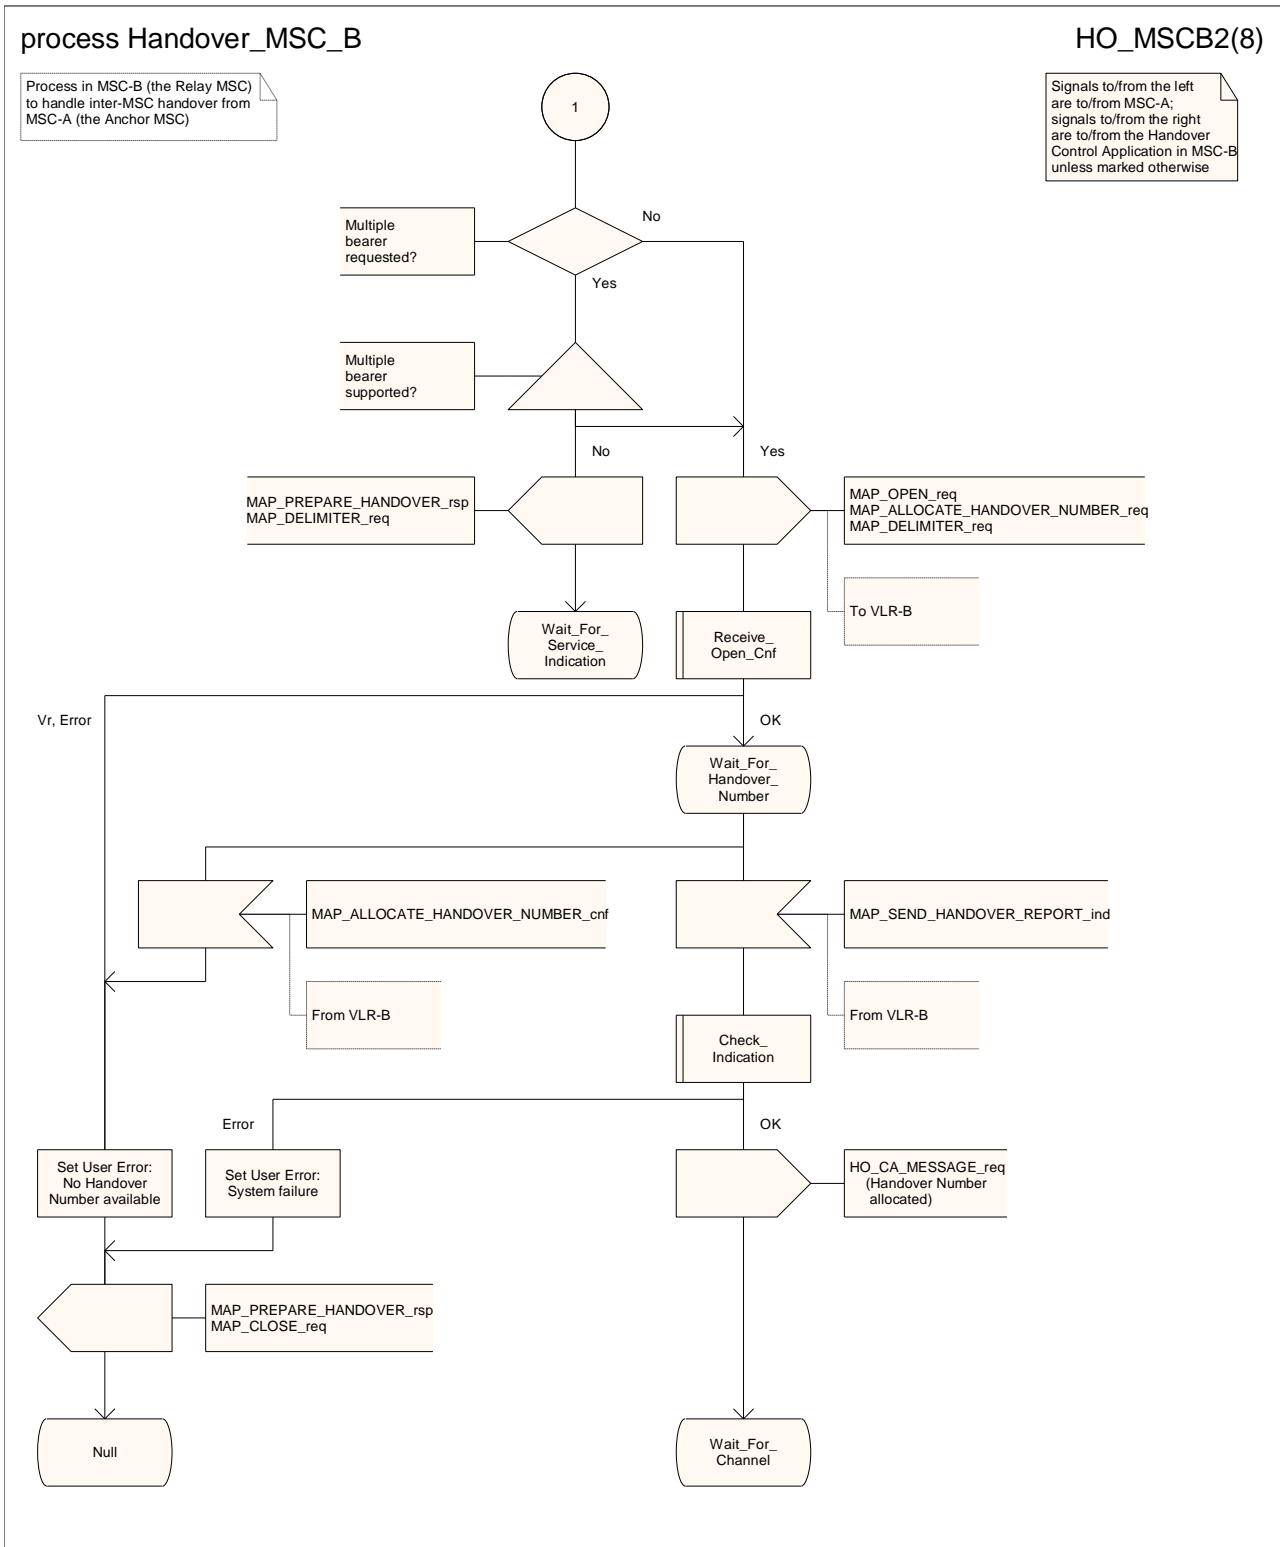 process Handover_MSC_B
HO_MSCB2(8)
Process in MSC-B (the Relay MSC)
to handle inter-MSC handover from
MSC-A (the Anchor MSC)
Signals to/from the left
are to/from MSC-A;
signals to/from the right
are to/from the Handover
Control Application in MSC-B
unless marked otherwise
1
Multiple
bearer
requested?
No
Yes
Multiple
bearer
supported?
No
Yes
MAP_PREPARE_HANDOVER_rsp
MAP_DELIMITER_req
MAP_OPEN_req
MAP_ALLOCATE_HANDOVER_NUMBER_req
MAP_DELIMITER_req
To VLR-B
Wait_For_
Service_
Indication
Receive_
Open_Cnf
Vr, Error
OK
Wait_For_
Handover_
Number
MAP_ALLOCATE_HANDOVER_NUMBER_cnf
MAP_SEND_HANDOVER_REPORT_ind
From VLR-B
From VLR-B
Check_
Indication
Error
OK
Set User Error:
No Handover
Number available
Set User Error:
System failure
HO_CA_MESSAGE_req
(Handover Number
allocated)
MAP_PREPARE_HANDOVER_rsp
MAP_CLOSE_req
Null
Wait_For_
Channel